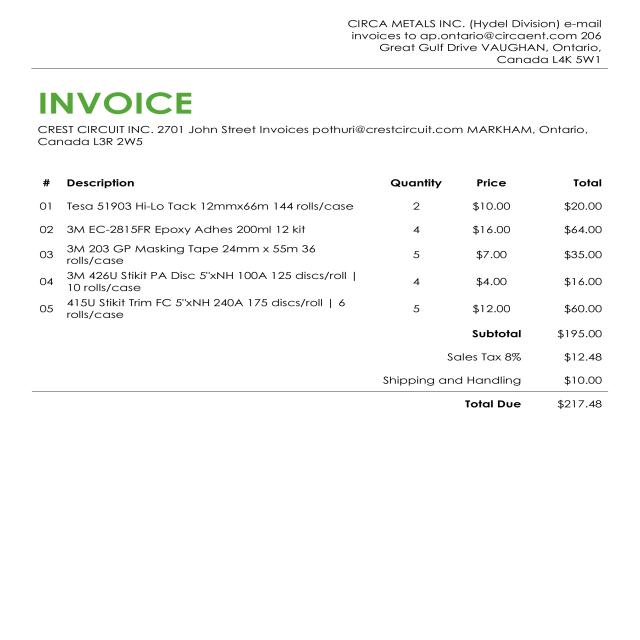 CIRCA METALS INC. (Hydel Division) e-mail
invoices to ap.ontario@circaent.com 206
Great Gulf Drive VAUGHAN, Ontario,
Canada L4K 5W1
INVOICE
CREST CIRCUIT INC. 2701 John Street Invoices pothuri@crestcircuit.com MARKHAM, Ontario,
Canada L3R 2W5
# Description Quantity Price Total
01 Tesa 51903 Hi-Lo Tack 12mmx66m 144 rolls/case 2 $10.00 $20.00
02 3M EC-2815FR Epoxy Adhes 200ml 12 kit 4 $16.00 $64.00
03 3M 203 GP Masking Tape 24mm x 55m 36 5 $7.00 $35.00
rolls/case
04 3M 426U Stikit PA Disc 5"xNH 100A 125 discs/roll | 4 $4.00 $16.00
10 rolls/case
05 415U Stikit Trim FC 5"xNH 240A 175 discs/roll | 6 5 $12.00 $60.00
rolls/case
Subtotal $195.00
Sales Tax 8% $12.48
Shipping and Handling $10.00
Total Due $217.48